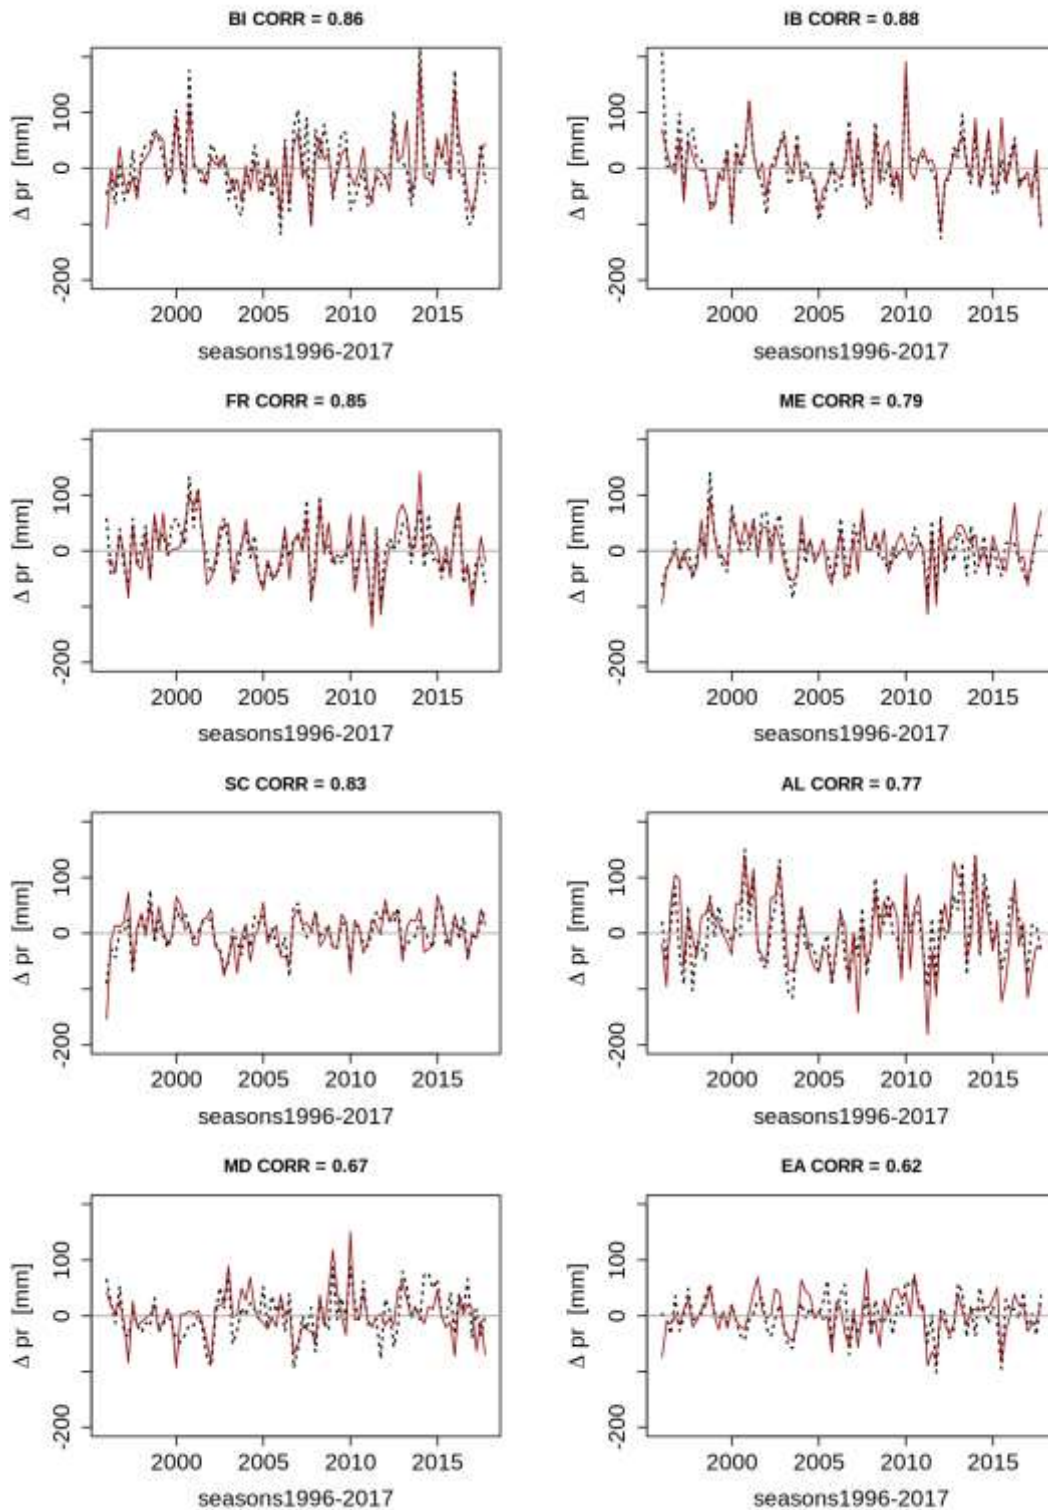 BI CORR = 0.86
IB CORR = 0.88
Δ pr [mm]
100
0
-200
2000 2005 2010 2015
seasons1996-2017
Δ pr [mm]
100
0
-200
2000 2005 2010 2015
seasons1996-2017
FR CORR = 0.85
ME CORR = 0.79
Δ pr [mm]
100
0
-200
2000 2005 2010 2015
seasons1996-2017
Δ pr [mm]
100
0
-200
2000 2005 2010 2015
seasons1996-2017
SC CORR = 0.83
AL CORR = 0.77
Δ pr [mm]
100
0
-200
2000 2005 2010 2015
seasons1996-2017
Δ pr [mm]
100
0
-200
2000 2005 2010 2015
seasons1996-2017
MD CORR = 0.67
EA CORR = 0.62
Δ pr [mm]
100
0
-200
2000 2005 2010 2015
seasons1996-2017
Δ pr [mm]
100
0
-200
2000 2005 2010 2015
seasons1996-2017